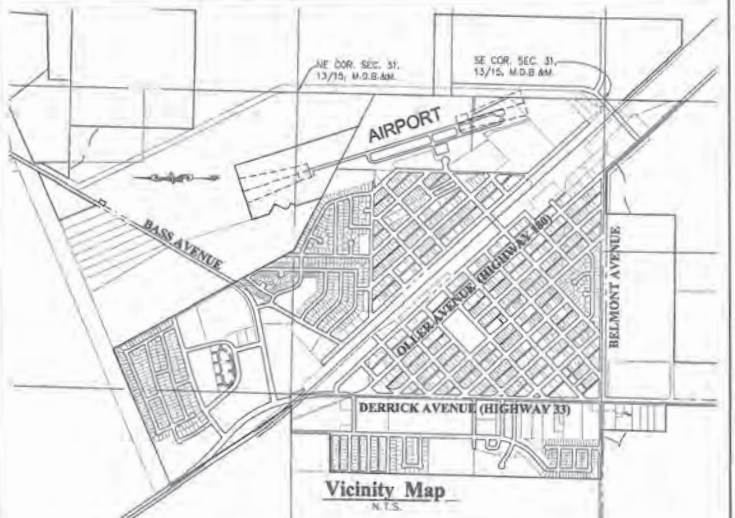 NE COR. SEC. 31,
13/15, M.D.B.&M.
SE COR. SEC. 31,
13/15, M.D.B.&M.
AIRPORT
BASS AVENUE
OLLER AVENUE (HIGHWAY 180)
BELMONT AVENUE
DERRICK AVENUE (HIGHWAY 33)
Vicinity Map
N.T.S.